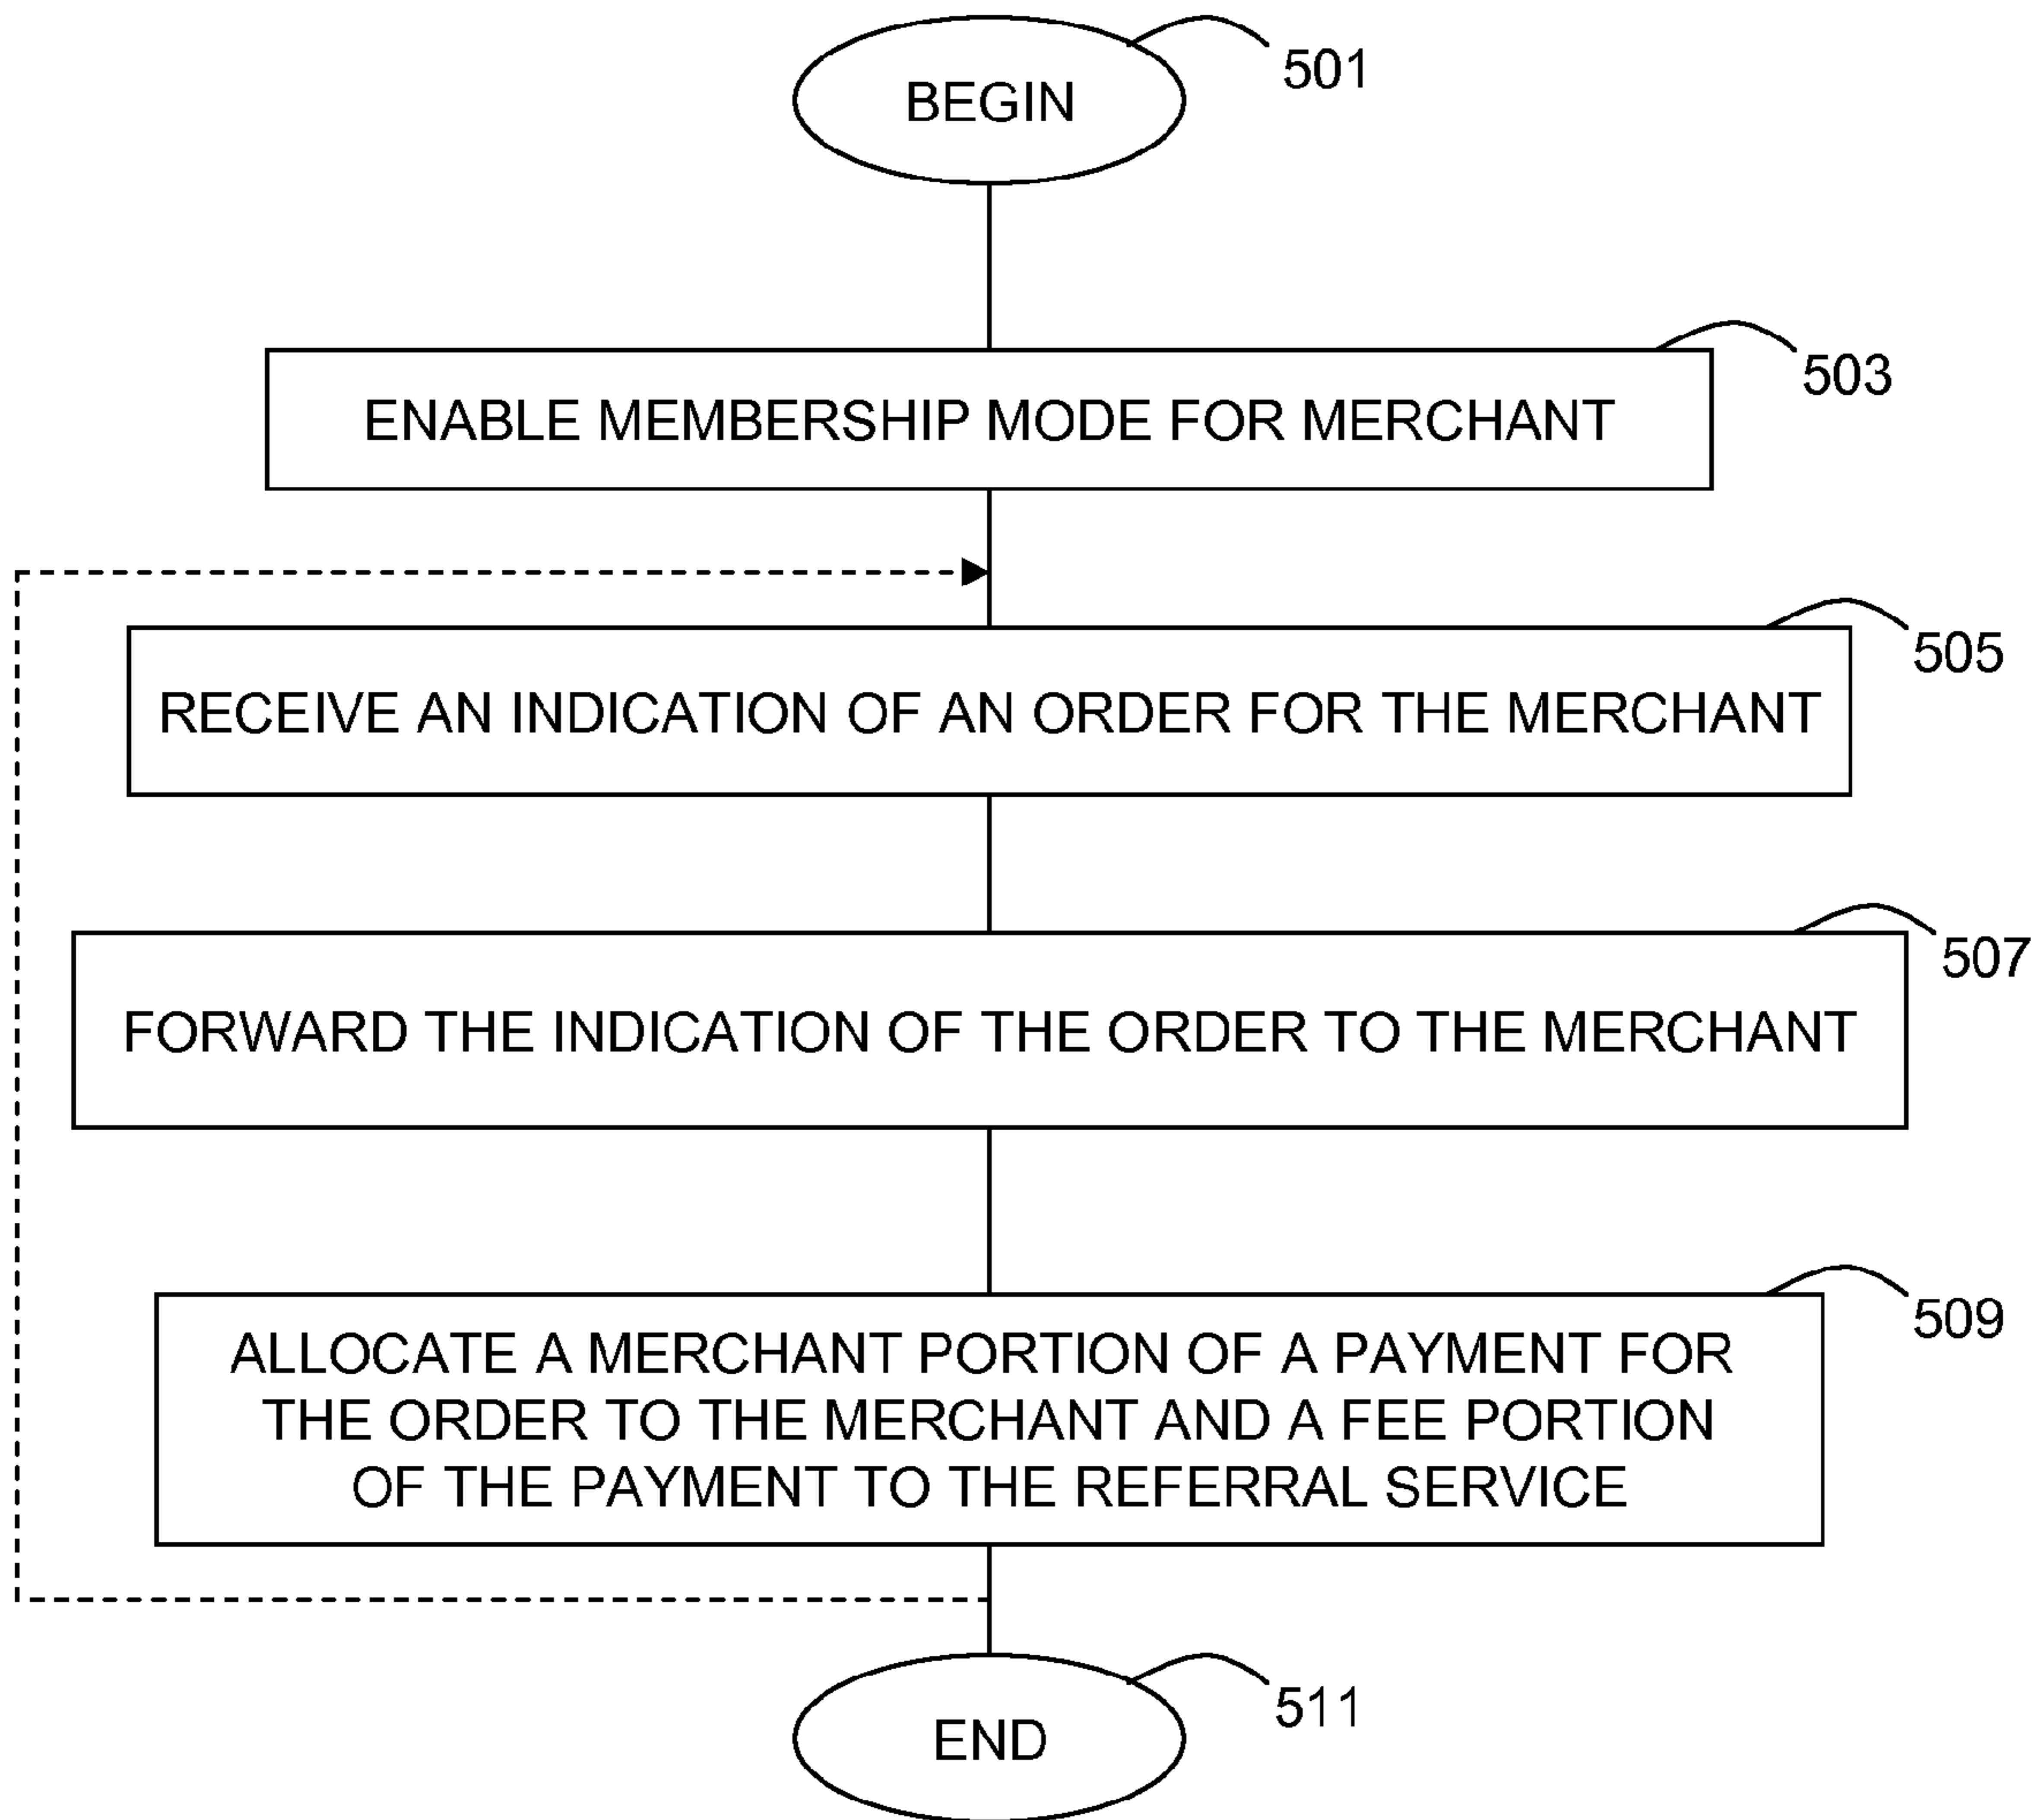 BEGIN
501
ENABLE MEMBERSHIP MODE FOR MERCHANT
503
RECEIVE AN INDICATION OF AN ORDER FOR THE MERCHANT
505
FORWARD THE INDICATION OF THE ORDER TO THE MERCHANT
507
ALLOCATE A MERCHANT PORTION OF A PAYMENT FOR
THE ORDER TO THE MERCHANT AND A FEE PORTION
OF THE PAYMENT TO THE REFERRAL SERVICE
509
END
511